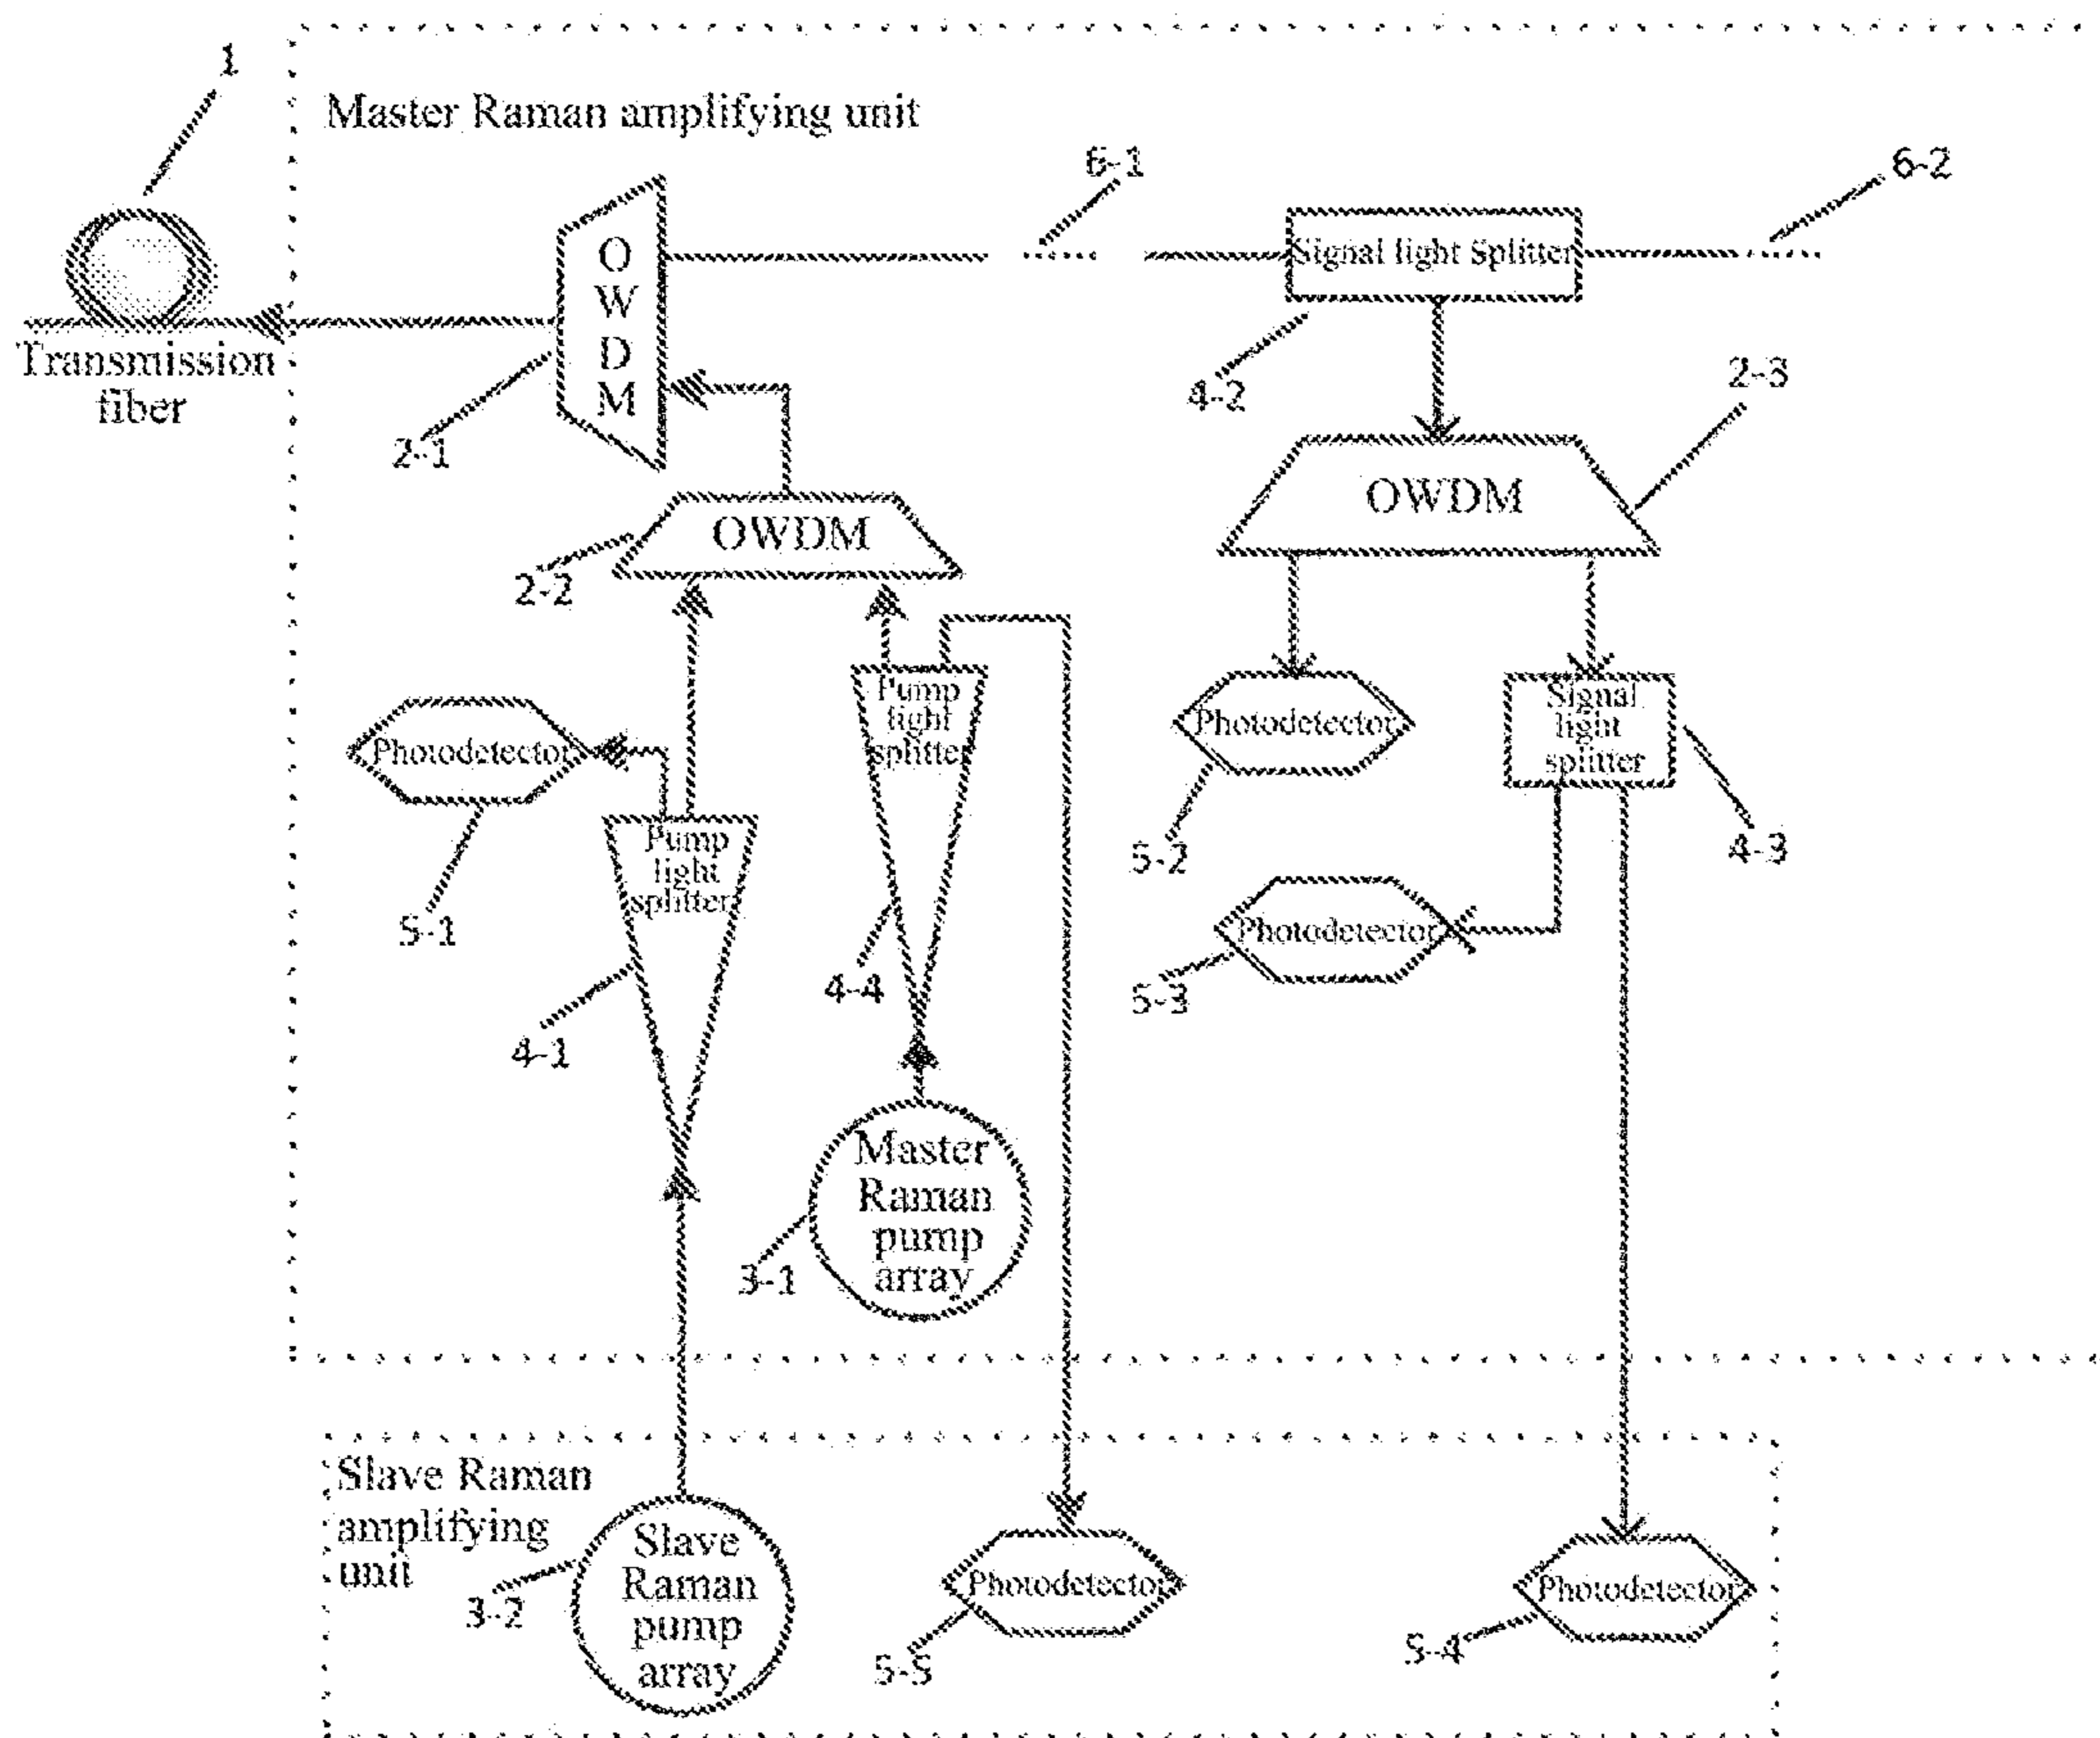 1
Master Raman amplifying unit
6-1
6-2
O
W
D
M
Signal light Splitter
Transmission
fiber
2-1
4-2
2-3
OWDM
OWDM
2-2
Pump
light
splitter
Photodetector
Photodetector
Signal
light
splitter
5-1
Pump
light
splitter
5-2
4-3
Photodetector
4-4
5-3
4-1
Master
Raman
pump
array
3-1
Slave Raman
amplifying
unit
Slave
Raman
pump
array
3-2
Photodetector
5-5
Photodetector
5-4